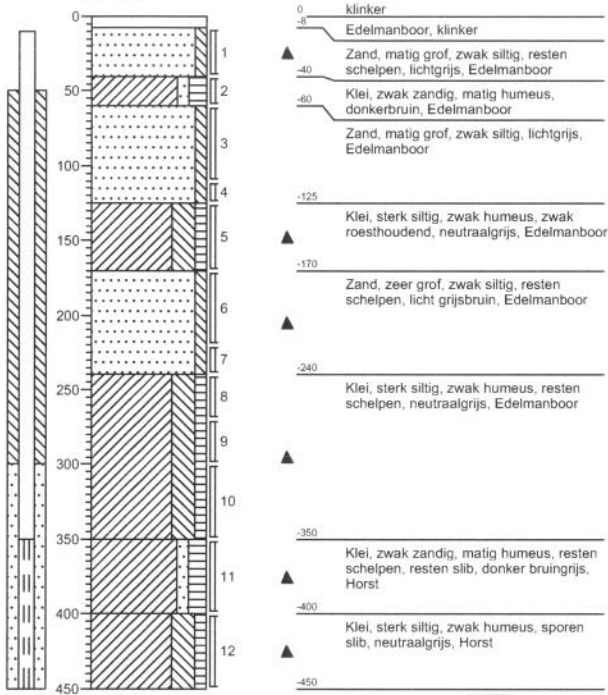 0
klinker
-8
Edelmanboor, klinker
Zand, matig grof, zwak siltig, resten
schelpen, lichtgrijs, Edelmanboor
-40
Klei, zwak zandig, matig humeus,
donkerbruin, Edelmanboor
-60
Zand, matig grof, zwak siltig, lichtgrijs,
Edelmanboor
-125
Klei, sterk siltig, zwak humeus, zwak
roesthoudend, neutraalgrijs, Edelmanboor
-170
Zand, zeer grof, zwak siltig, resten
schelpen, licht grijsbruin, Edelmanboor
-240
Klei, sterk siltig, zwak humeus, resten
schelpen, neutraalgrijs, Edelmanboor
-350
Klei, zwak zandig, matig humeus, resten
schelpen, resten slib, donker bruingrijs,
Horst
-400
Klei, sterk siltig, zwak humeus, sporen
slib, neutraalgrijs, Horst
-450
0
50
100
150
200
250
300
350
400
450
1
2
3
4
5
6
7
8
9
10
11
12